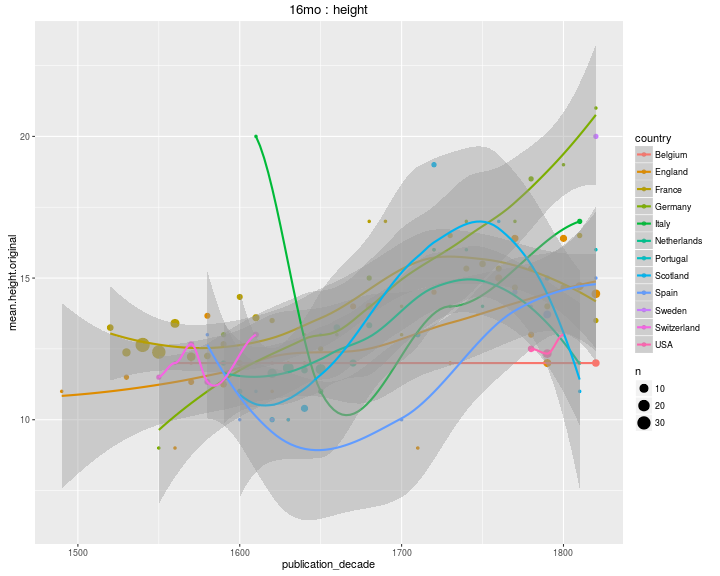 16mo : height
mean.height.original
20
15
10
1500
1600
1700
1800
publication_decade
country
Belgium
England
France
Germany
Italy
Netherlands
Portugal
Scotland
Spain
Sweden
Switzerland
USA
n
10
20
30